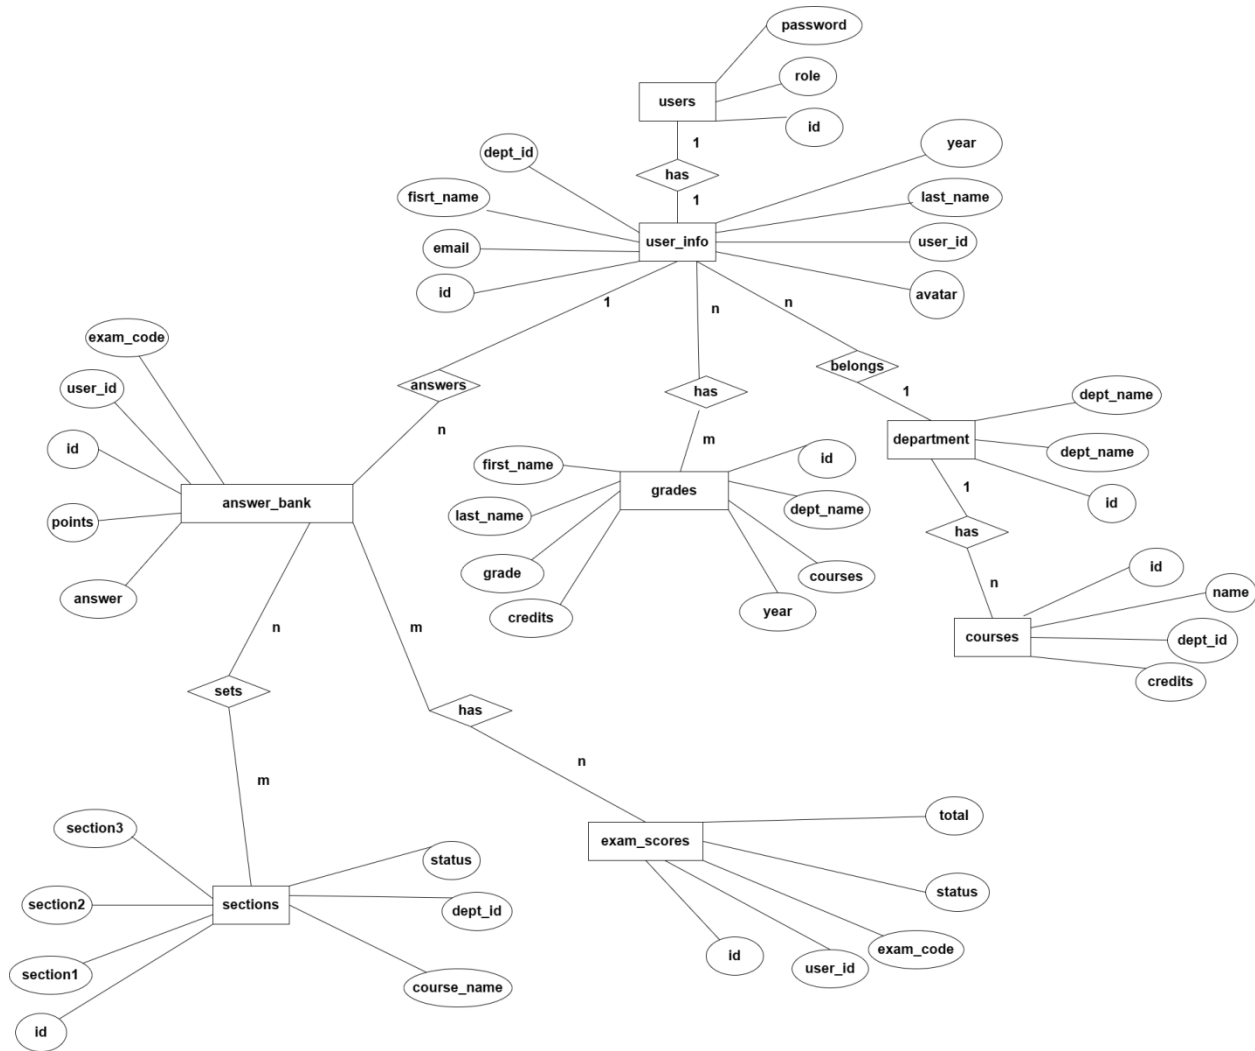 password
role
users
id
1
has
1
dept_id
year
fisrt_name
last_name
user_info
user_id
email
id
avatar
1
n
n
exam_code
belongs
answers
user_id
has
1
dept_name
n
m
department
dept_name
id
first_name
id
grades
1
id
answer_bank
last_name
dept_name
points
has
grade
courses
id
n
name
answer
credits
year
courses
dept_id
n
m
credits
sets
has
n
m
section3
total
exam_scores
status
section2
sections
dept_id
status
section1
id
user_id
exam_code
course_name
id